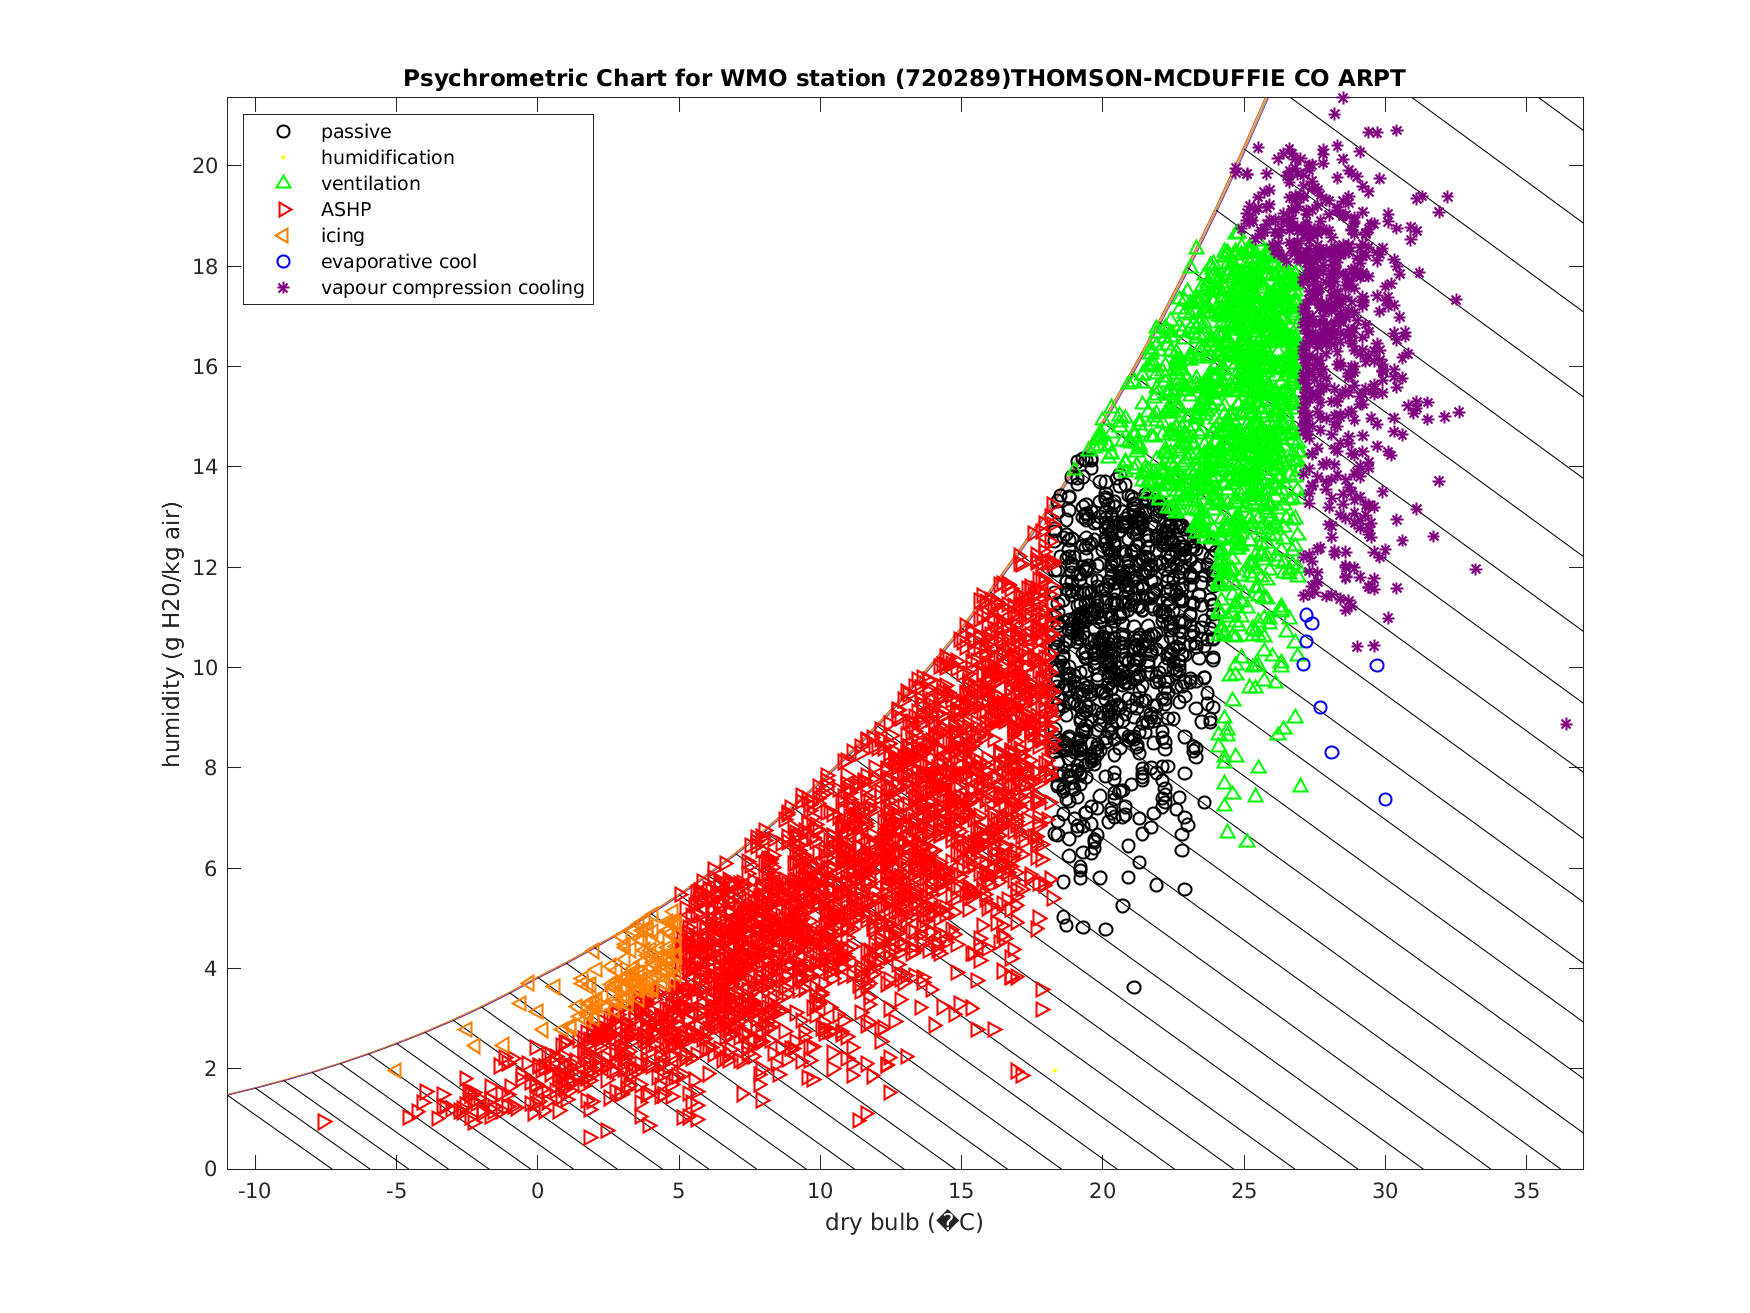 Psychrometric Chart for WMO station (720289)THOMSON-MCDUFFIE CO ARPT
passive
humidification
ventilation
ASHP
icing
evaporative cool
vapour compression cooling
humidity (g H20/kg air)
20
18
16
14
12
10
8
6
4
2
0
-10 -5 0 5 10 15 20 25 30 35
dry bulb (�C)